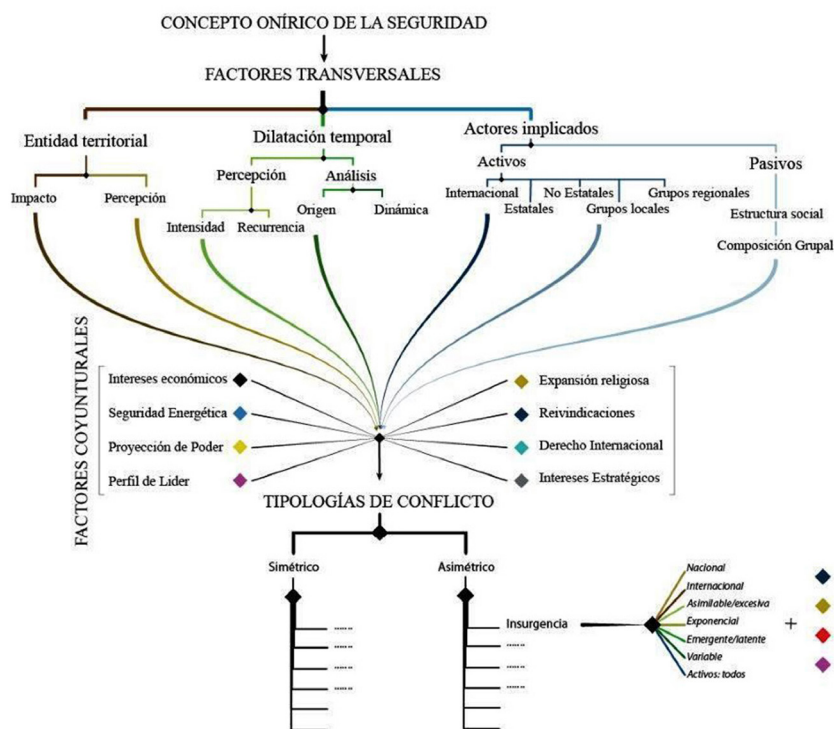 CONCEPTO ONÍRICO DE LA SEGURIDAD
FACTORES TRANSVERSALES
Entidad territorial
Dilatación temporal
Actores implicados
Impacto
Percepción
Percepción
Análisis
Intensidad
Recurrencia
Origen
Dinámica
Activos
Pasivos
Internacional
Estatales
No Estatales
Grupos locales
Grupos regionales
Estructura social
Composición Grupal
FACTORES COYUNTURALES
Intereses económicos
Seguridad Energética
Proyección de Poder
Perfil de Lider
Expansión religiosa
Reivindicaciones
Derecho Internacional
Intereses Estratégicos
TIPOLOGÍAS DE CONFLICTO
Simétrico
Asimétrico
.......
.......
.......
.......
Insurgencia
.......
.......
.......
Nacional
Internacional
Asimilable/excesiva
Exponencial
Emergente/latente
Variable
Activos: todos
+